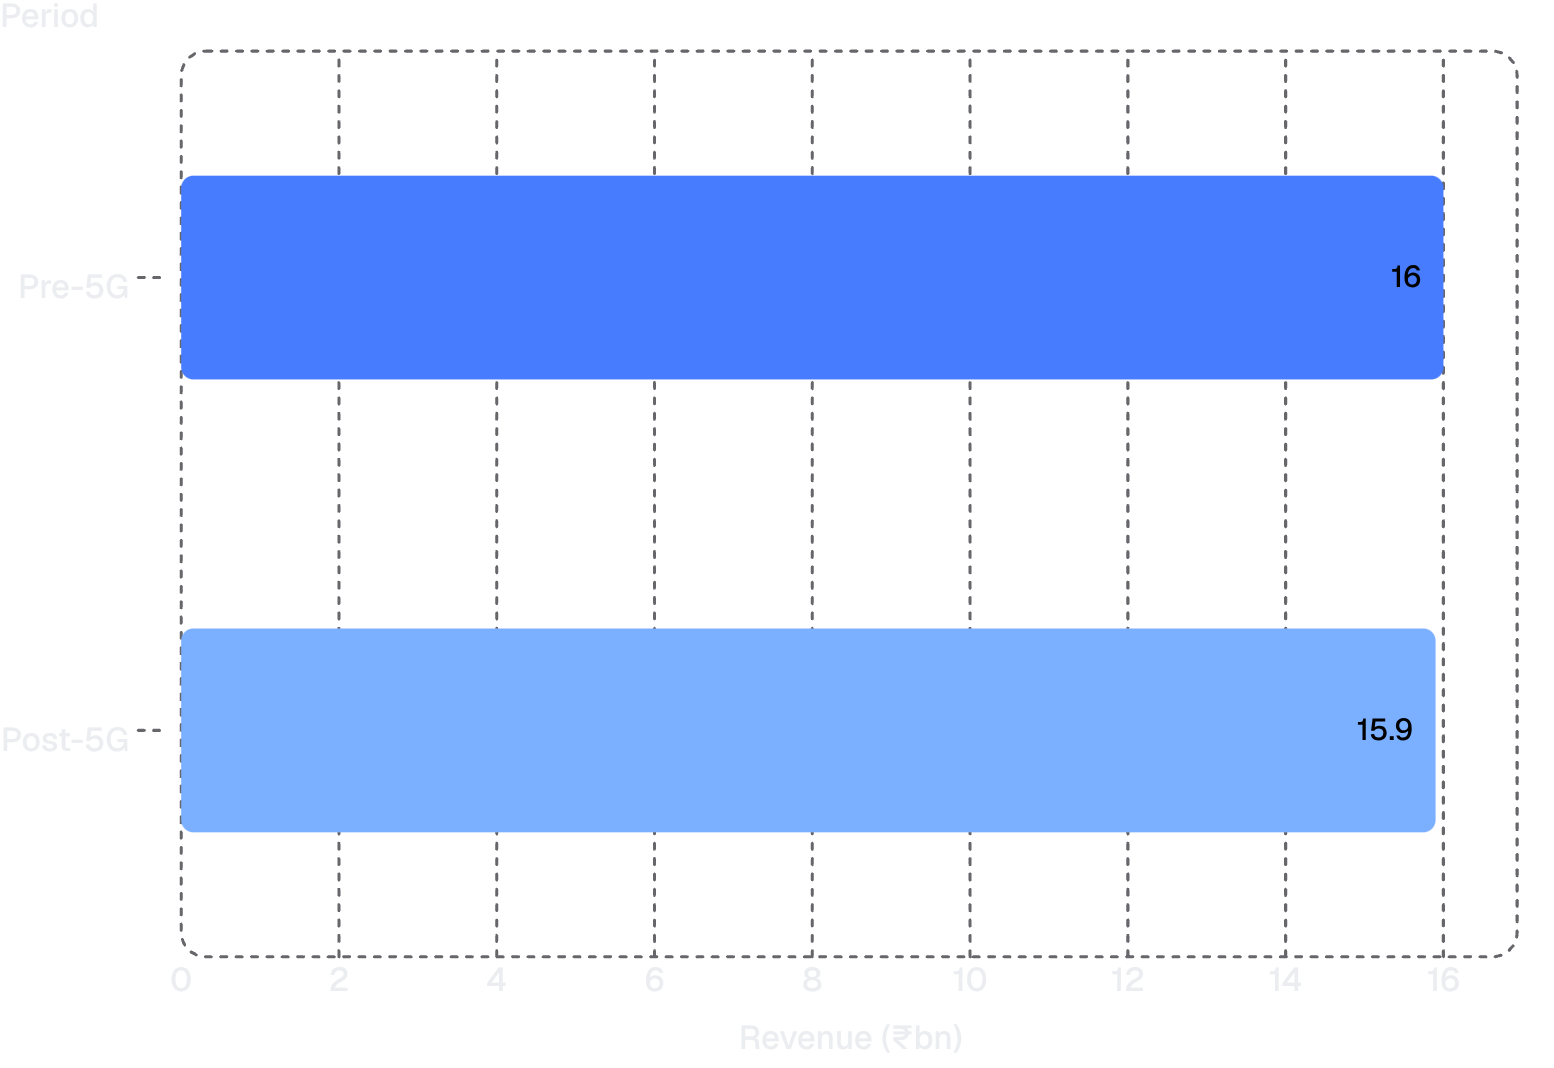 Period
Pre-5G
16
Post-5G
15.9
0 2 4 6 8 10 12 14 16
Revenue (₹bn)